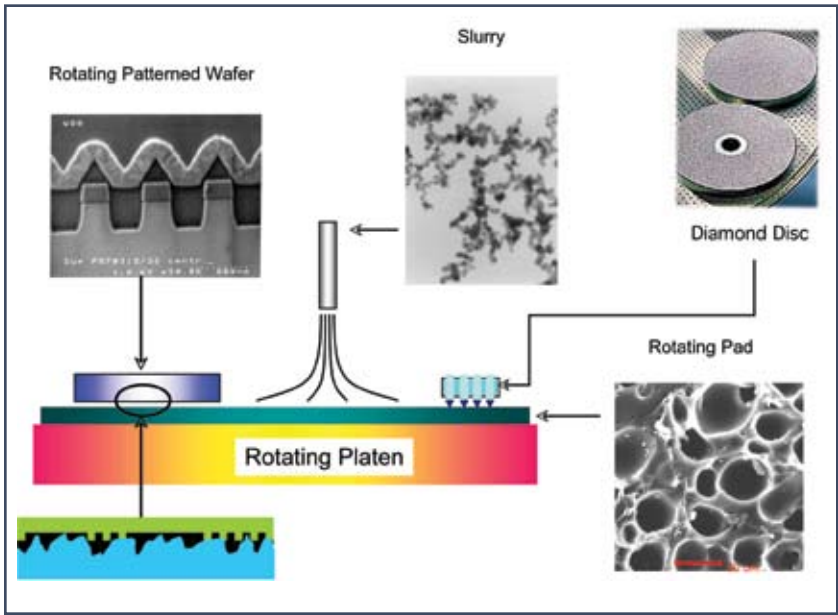 Slurry
Rotating Patterned Wafer
Diamond Disc
Rotating Pad
Rotating Platen